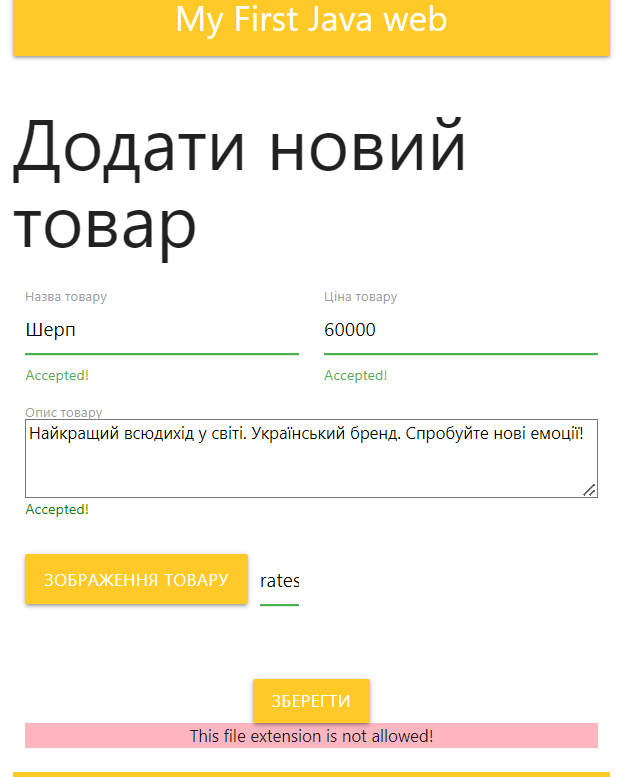 My First Java web
Додати новий
товар
Назва товару
Ціна товару
Шерп
60000
Accepted!
Accepted!
Опис товару
Найкращий всюдихід у світі. Український бренд. Спробуйте нові емоції!
Accepted!
ЗОБРАЖЕННЯ ТОВАРУ
rates
ЗБЕРЕГТИ
This file extension is not allowed!